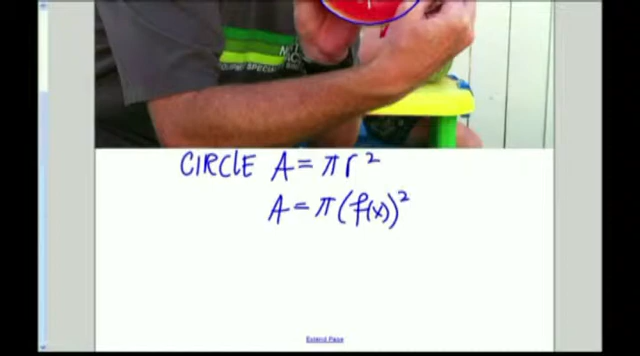 CIRCLE A = πr²
A = π(f(x))²
Extend Page